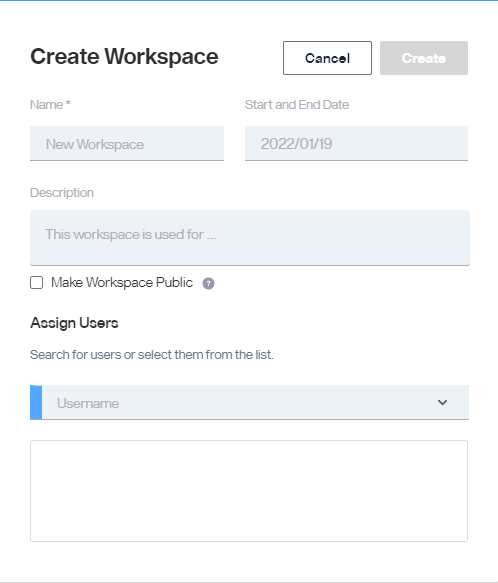 Create Workspace
Cancel
Create
Name *
Start and End Date
New Workspace
2022/01/19
Description
This workspace is used for ...
Make Workspace Public ?
Assign Users
Search for users or select them from the list.
Username